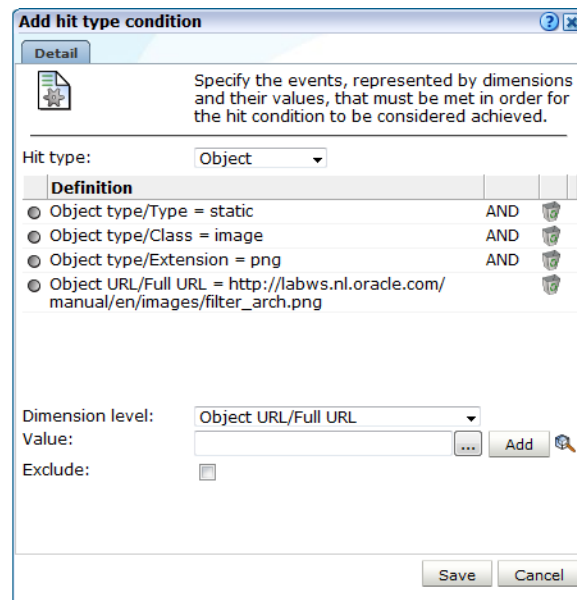 Add hit type condition
Detail
Specify the events, represented by dimensions
and their values, that must be met in order for
the hit condition to be considered achieved.
Hit type: Object
Definition
Object type/Type = static AND
Object type/Class = image AND
Object type/Extension = png AND
Object URL/Full URL = http://labws.nl.oracle.com/
manual/en/images/filter_arch.png
Dimension level: Object URL/Full URL
Value: ... Add
Exclude:
Save Cancel